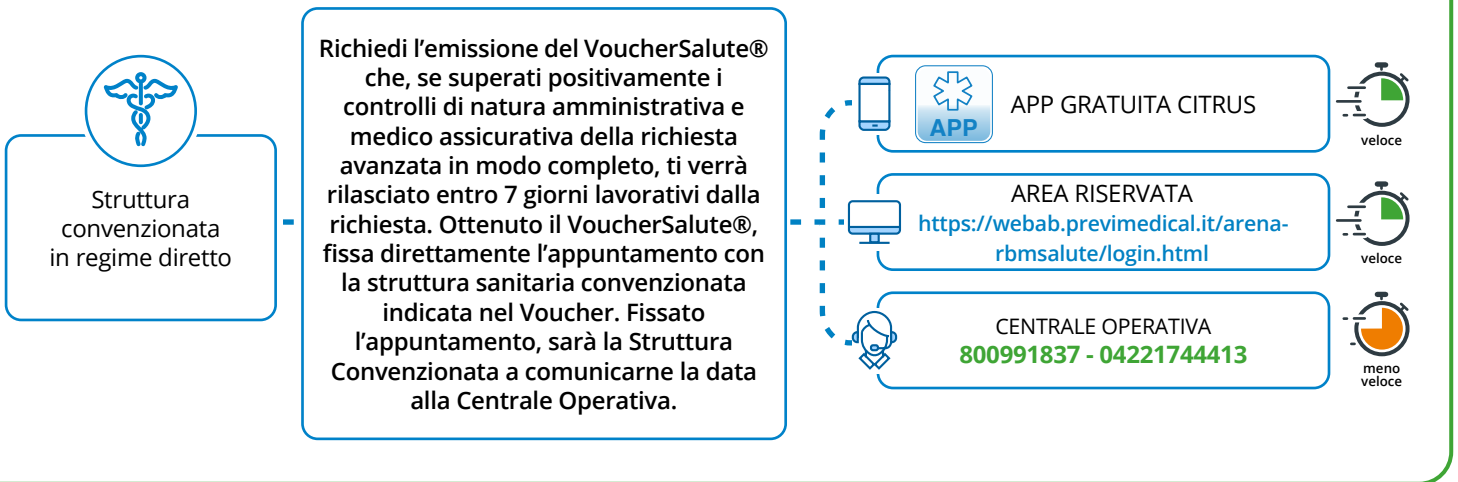 Struttura
convenzionata
in regime diretto
Richiedi l’emissione del VoucherSalute®
che, se superati positivamente i
controlli di natura amministrativa e
medico assicurativa della richiesta
avanzata in modo completo, ti verrà
rilasciato entro 7 giorni lavorativi dalla
richiesta. Ottenuto il VoucherSalute®,
fissa direttamente l’appuntamento con
la struttura sanitaria convenzionata
indicata nel Voucher. Fissato
l’appuntamento, sarà la Struttura
Convenzionata a comunicarne la data
alla Centrale Operativa.
APP
APP GRATUITA CITRUS
veloce
AREA RISERVATA
https://webab.previmedical.it/arena-
rbmsalute/login.html
veloce
CENTRALE OPERATIVA
800991837 - 04221744413
meno
veloce